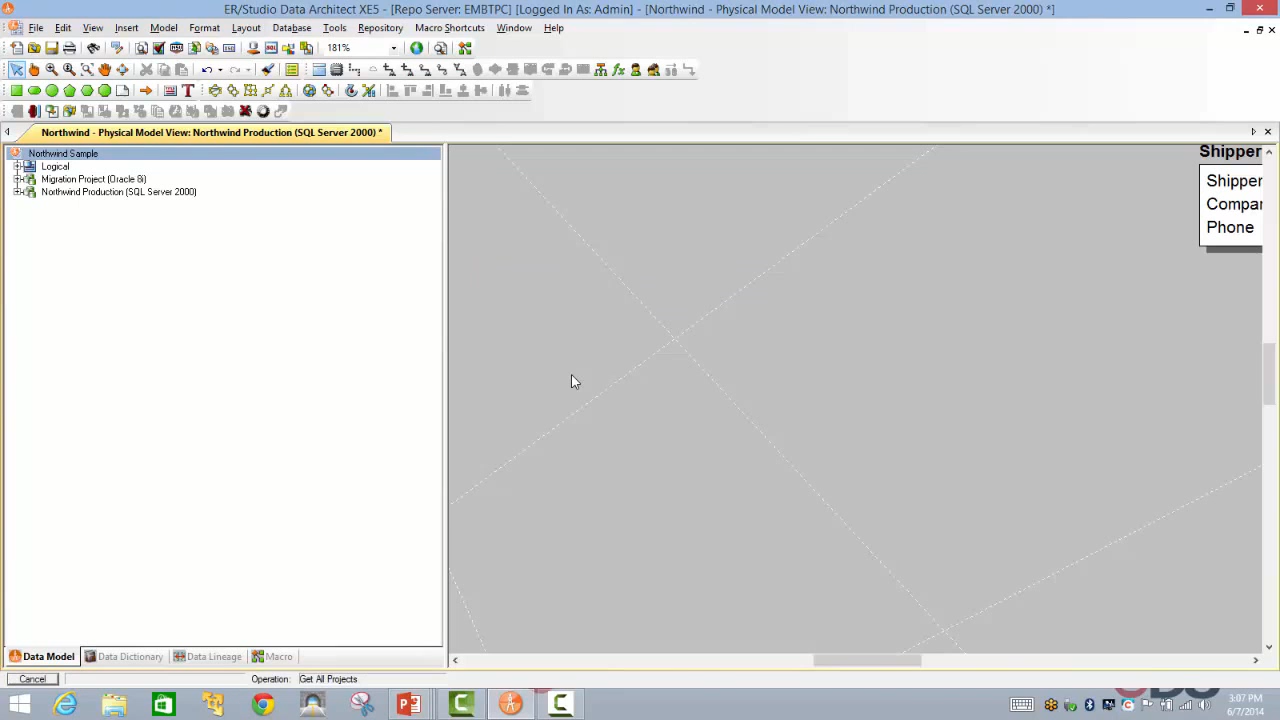 ER/Studio Data Architect XE5 - [Repo Server: EMBTPC] [Logged In As: Admin] - [Northwind - Physical Model View: Northwind Production (SQL Server 2000) *]
File Edit View Insert Model Format Layout Database Tools Repository Macro Shortcuts Window Help
181%
Northwind - Physical Model View: Northwind Production (SQL Server 2000) *
Northwind Sample
Logical
Migration Project (Oracle 8i)
Northwind Production (SQL Server 2000)
Shipper
Shipper
Compar
Phone
Data Model Data Dictionary Data Lineage Macro
Cancel Operation: Get All Projects
3:07 PM
6/7/2014